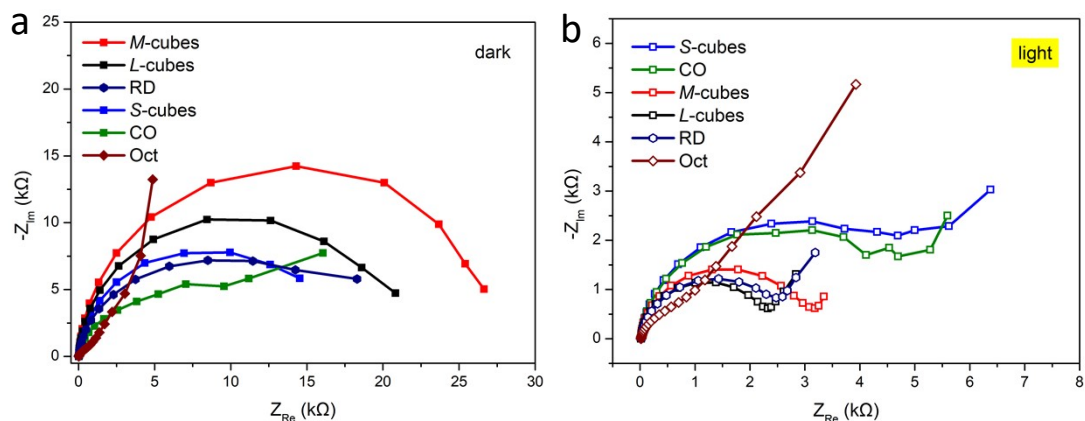 a
dark
M-cubes
L-cubes
RD
S-cubes
CO
Oct
25
20
15
10
5
0
-Z_Im (kΩ)
0 5 10 15 20 25 30
Z_Re (kΩ)
b
light
S-cubes
CO
M-cubes
L-cubes
RD
Oct
6
5
4
3
2
1
0
-Z_Im (kΩ)
0 1 2 3 4 5 6 7 8
Z_Re (kΩ)